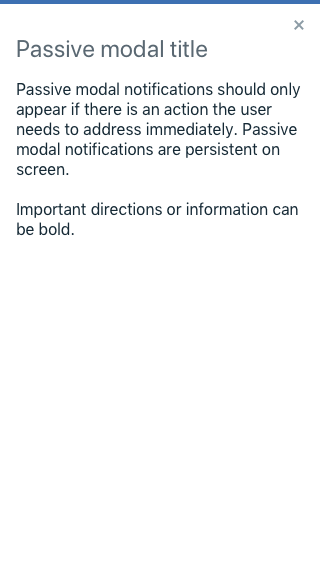 Passive modal title
Passive modal notifications should only
appear if there is an action the user
needs to address immediately. Passive
modal notifications are persistent on
screen.
Important directions or information can
be bold.